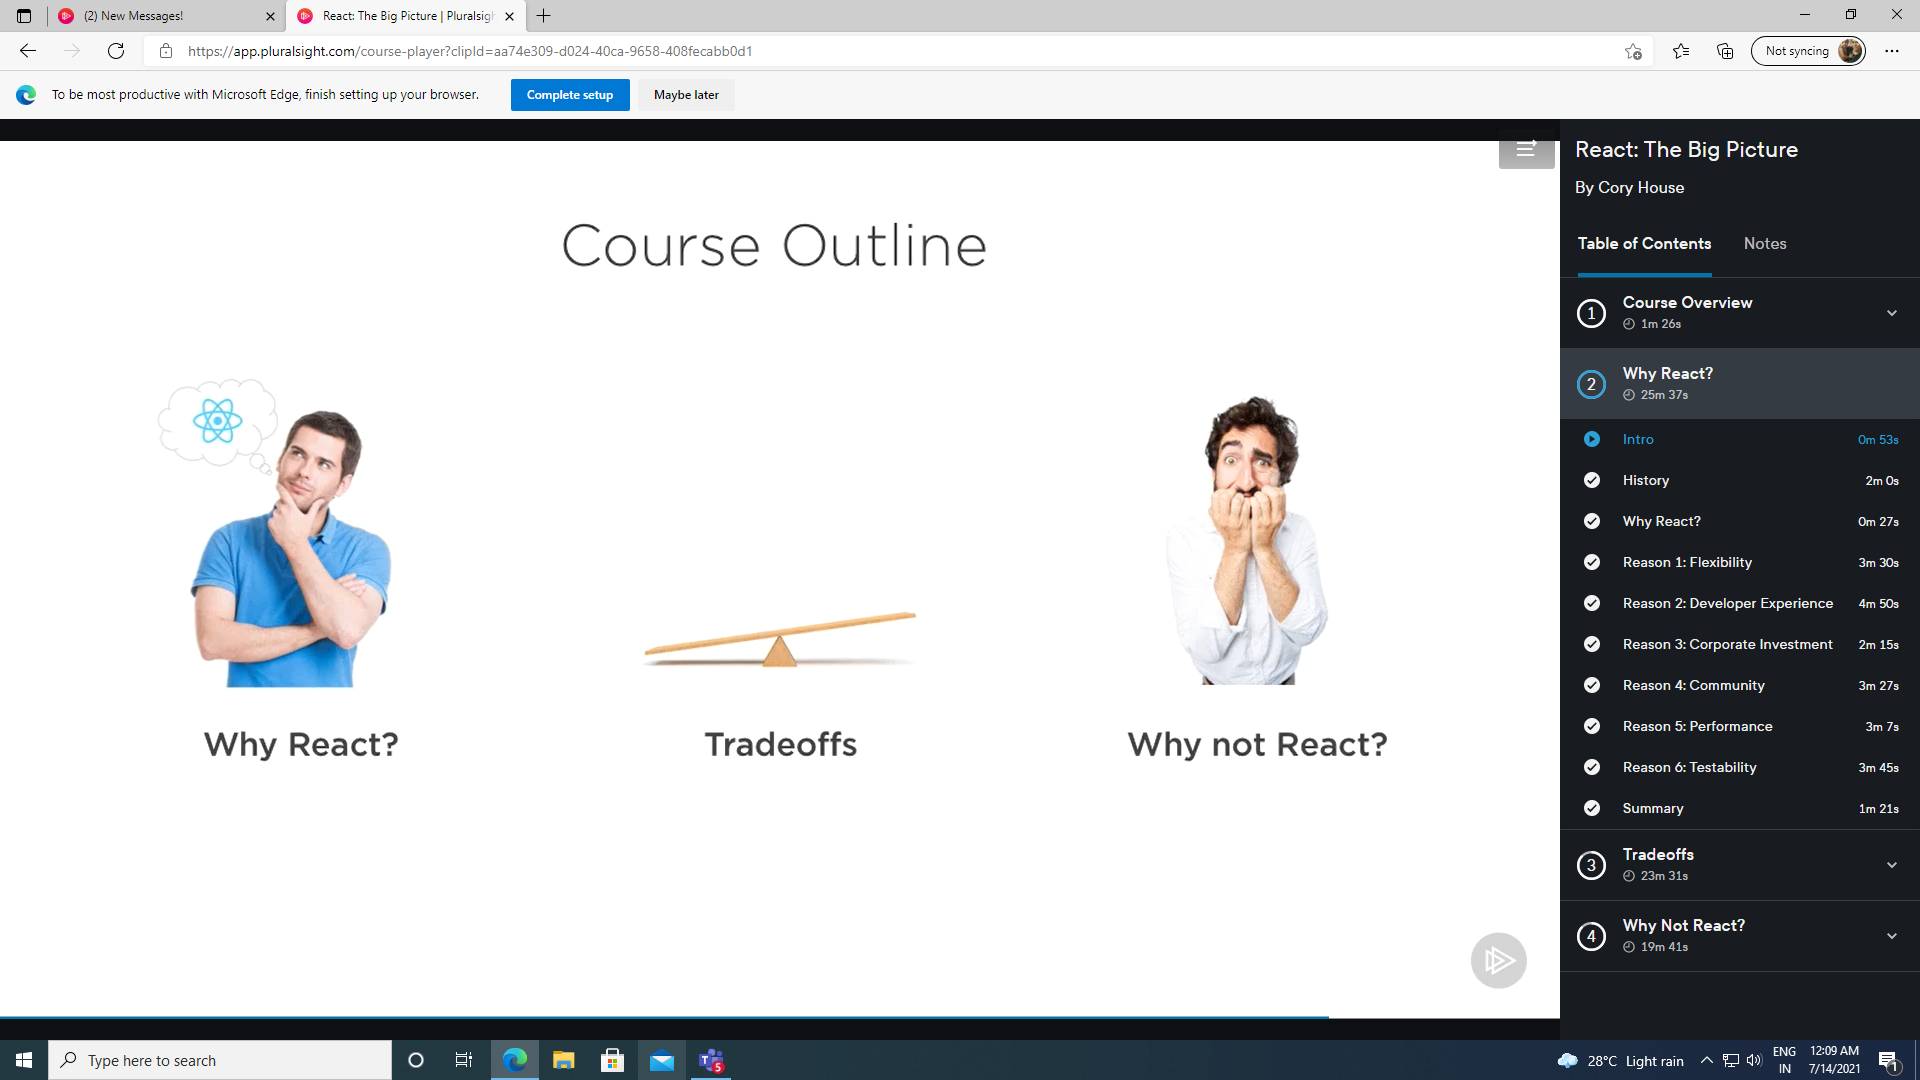 (2) New Messages!
React: The Big Picture | Pluralsigh
https://app.pluralsight.com/course-player?clipId=aa74e309-d024-40ca-9658-408fecabb0d1
Not syncing
To be most productive with Microsoft Edge, finish setting up your browser.
Complete setup
Maybe later
Course Outline
Why React?
Tradeoffs
Why not React?
React: The Big Picture
By Cory House
Table of Contents
Notes
1
Course Overview
1m 26s
2
Why React?
25m 37s
Intro 0m 53s
History 2m 0s
Why React? 0m 27s
Reason 1: Flexibility 3m 30s
Reason 2: Developer Experience 4m 50s
Reason 3: Corporate Investment 2m 15s
Reason 4: Community 3m 27s
Reason 5: Performance 3m 7s
Reason 6: Testability 3m 45s
Summary 1m 21s
3
Tradeoffs
23m 31s
4
Why Not React?
19m 41s
Type here to search
T
5
28°C Light rain
ENG
IN
12:09 AM
7/14/2021
1